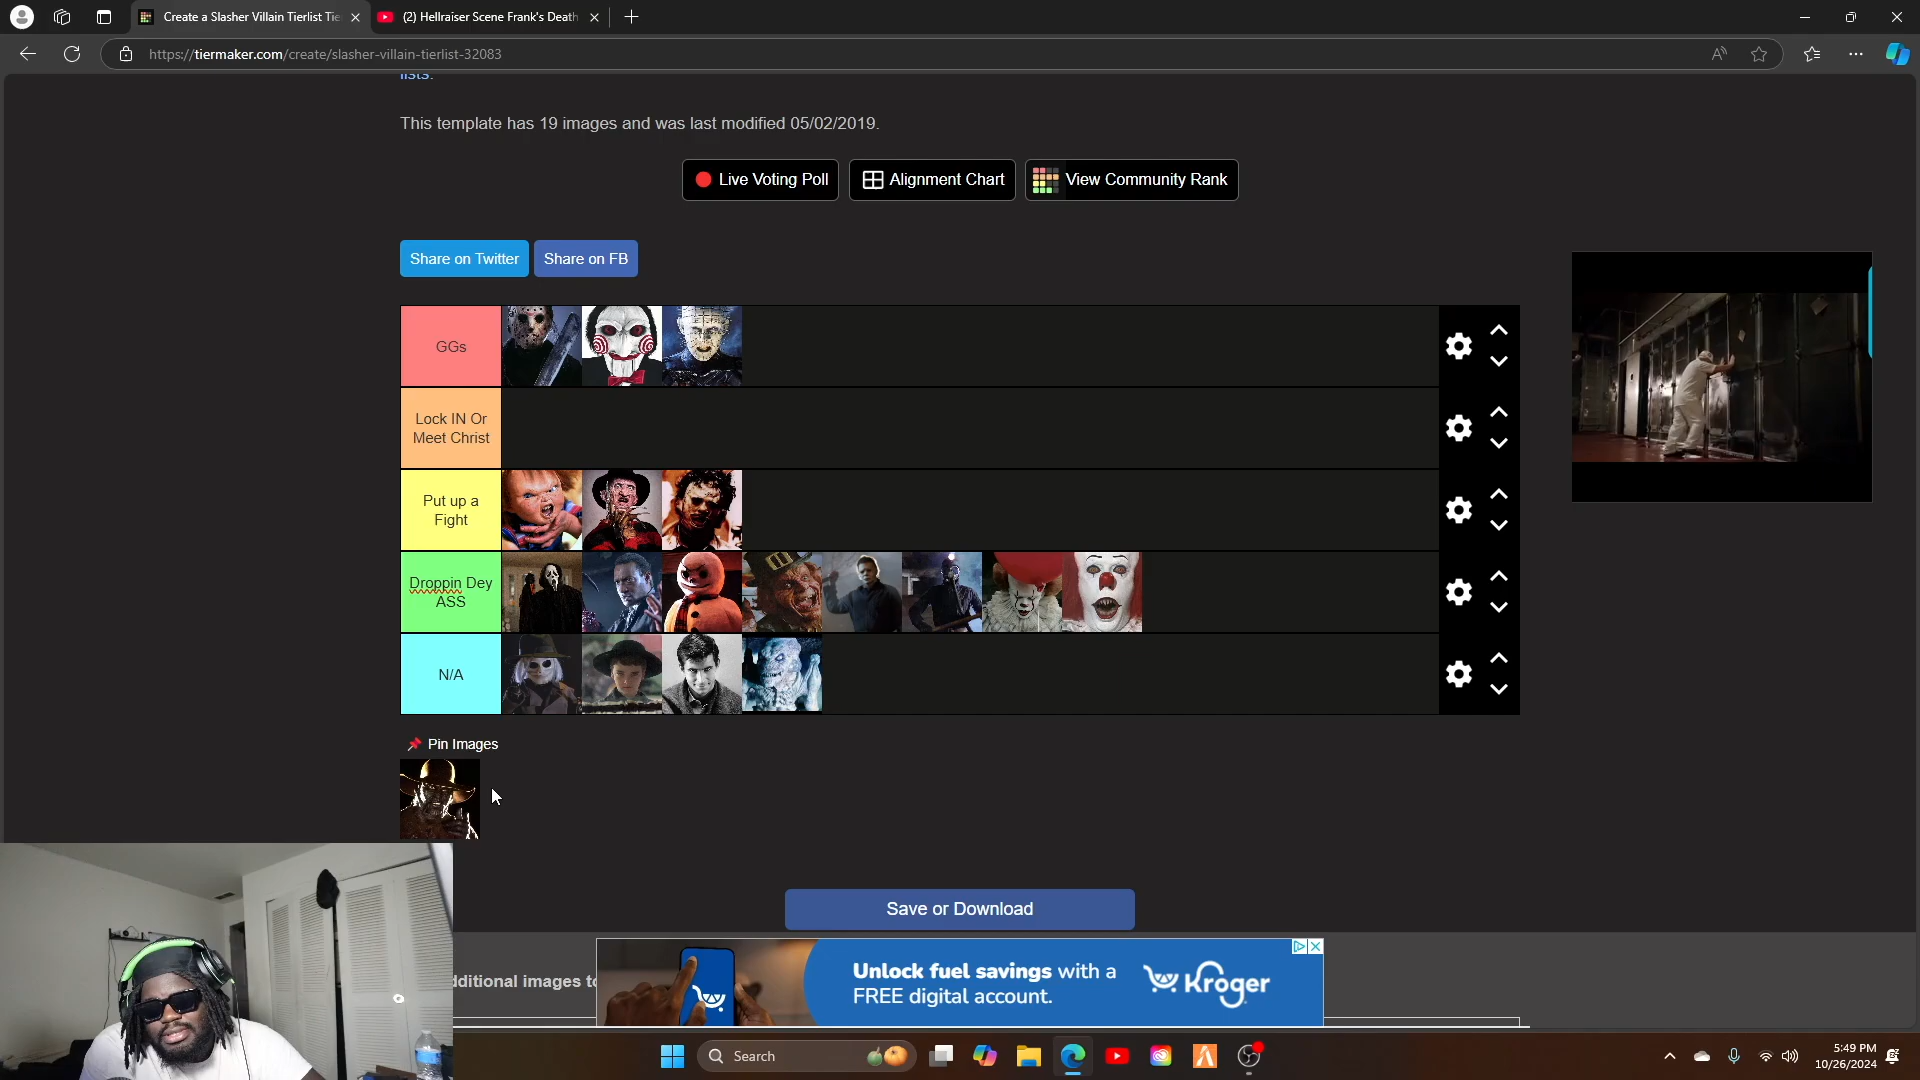 Create a Slasher Villain Tierlist Tie
(2) Hellraiser Scene Frank's Death
https://tiermaker.com/create/slasher-villain-tierlist-32083
lists.
This template has 19 images and was last modified 05/02/2019.
Live Voting Poll
Alignment Chart
View Community Rank
Share on Twitter
Share on FB
GGs
Lock IN Or
Meet Christ
Put up a
Fight
Droppin Dey
ASS
N/A
Pin Images
Save or Download
dditional images to
Unlock fuel savings with a
FREE digital account.
Kroger
Search
5:49 PM
10/26/2024